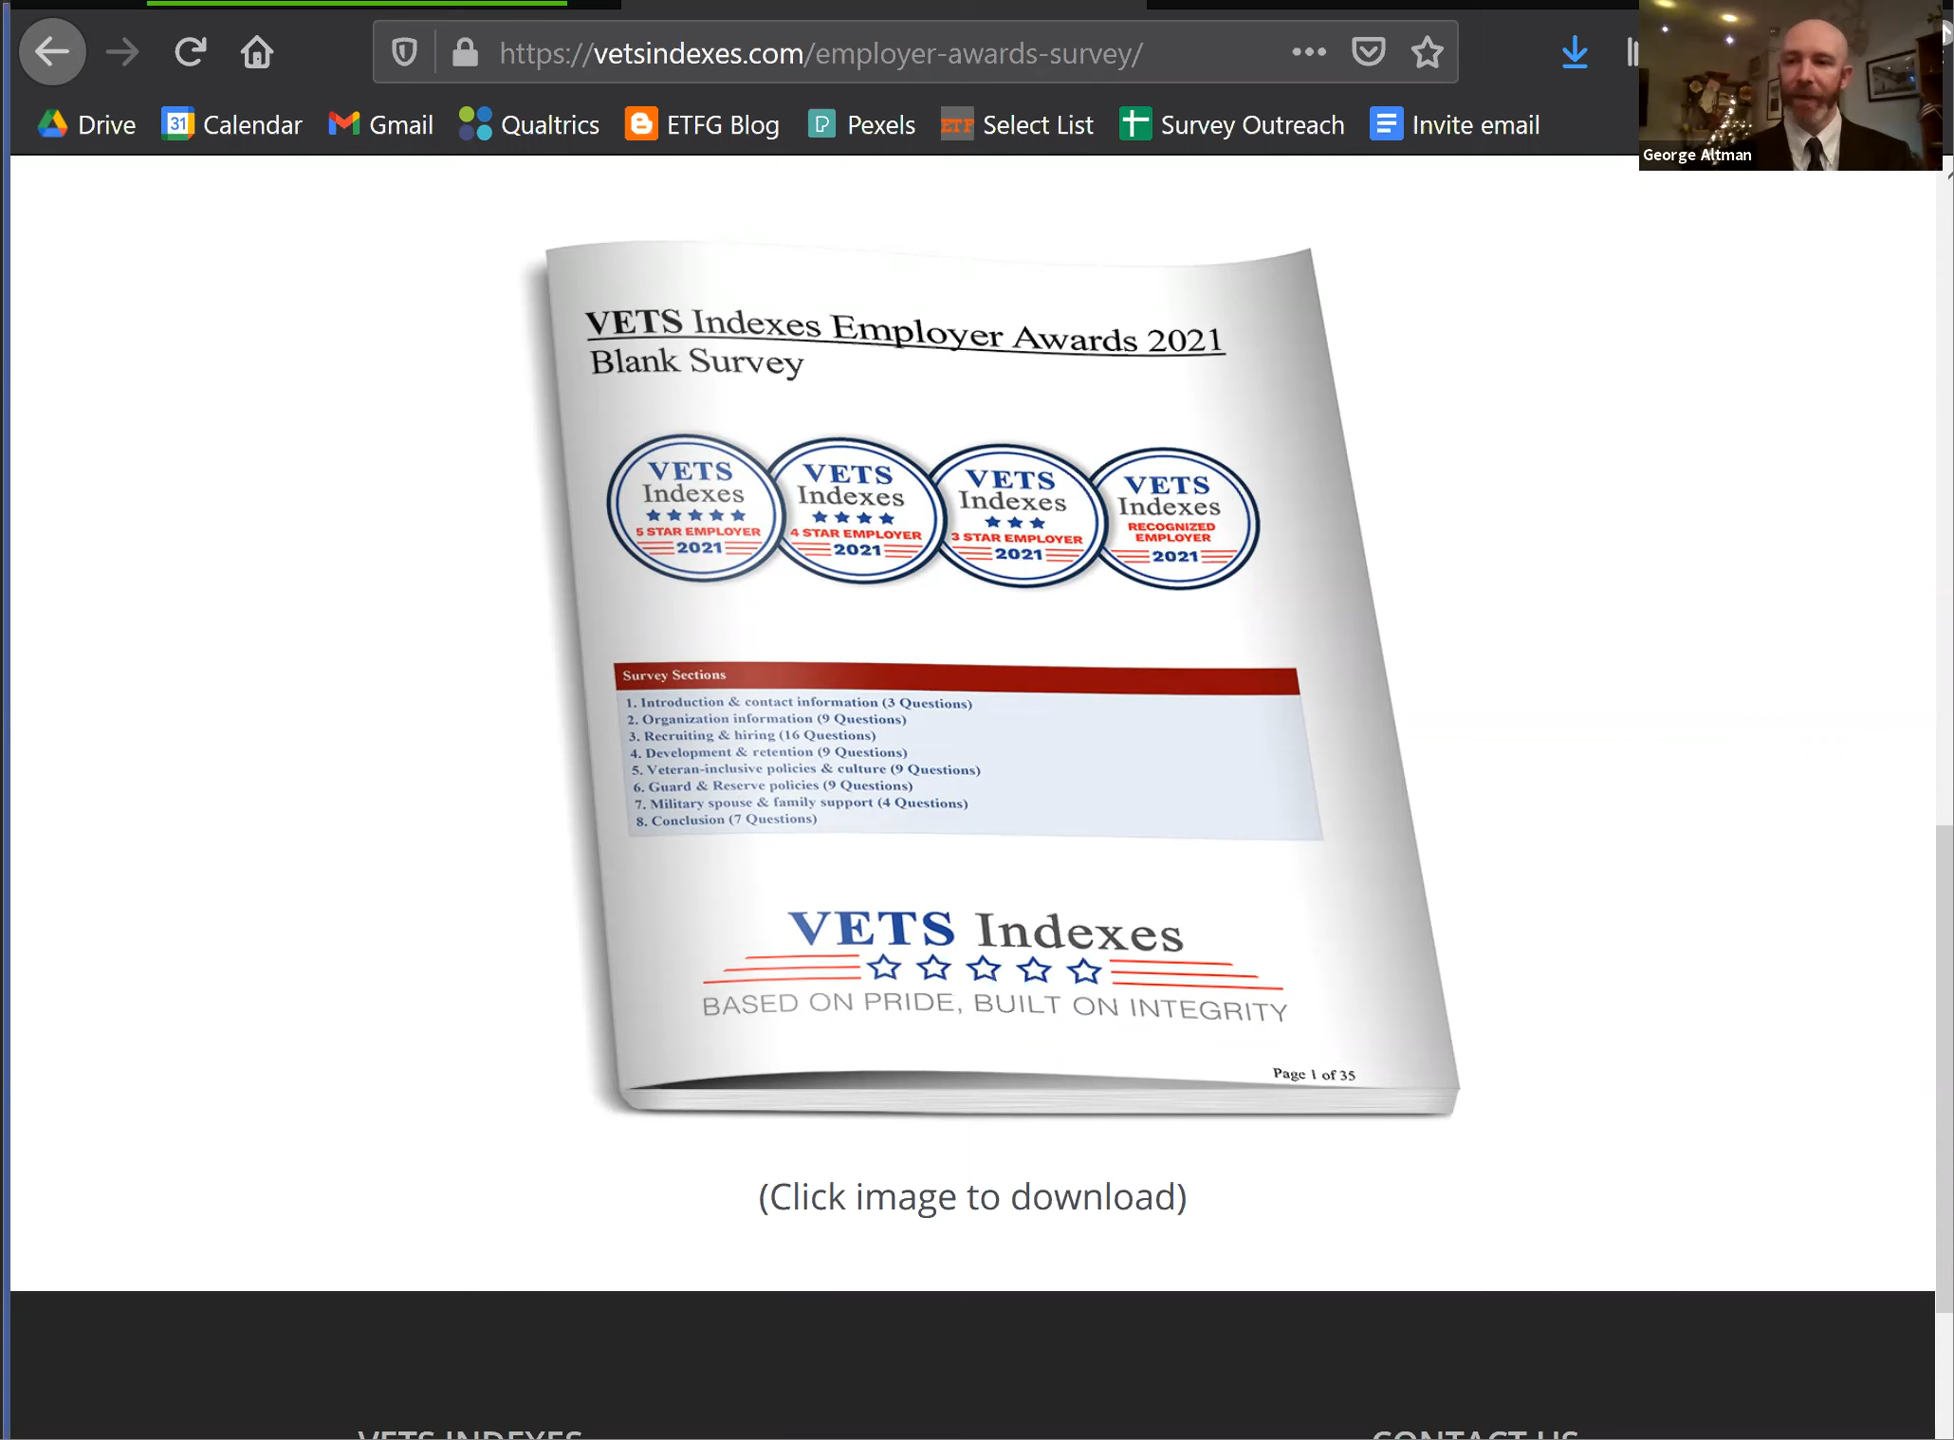 https://vetsindexes.com/employer-awards-survey/
Drive
31 Calendar
Gmail
Qualtrics
ETFG Blog
Pexels
ETF Select List
Survey Outreach
Invite email
George Altman
VETS Indexes Employer Awards 2021
Blank Survey
VETS
Indexes
5 STAR EMPLOYER
2021
VETS
Indexes
4 STAR EMPLOYER
2021
VETS
Indexes
3 STAR EMPLOYER
2021
VETS
Indexes
RECOGNIZED
EMPLOYER
2021
Survey Sections
1. Introduction & contact information (3 Questions)
2. Organization information (9 Questions)
3. Recruiting & hiring (16 Questions)
4. Development & retention (9 Questions)
5. Veteran-inclusive policies & culture (9 Questions)
6. Guard & Reserve policies (9 Questions)
7. Military spouse & family support (4 Questions)
8. Conclusion (7 Questions)
VETS Indexes
BASED ON PRIDE, BUILT ON INTEGRITY
Page 1 of 35
(Click image to download)
VETS INDEXES
CONTACT US